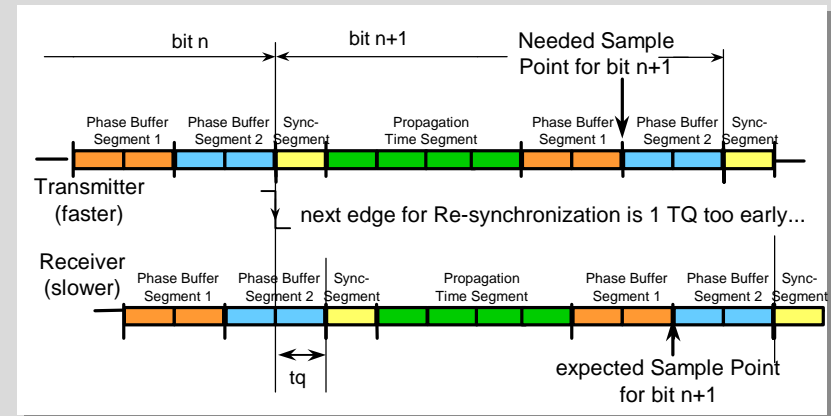 bit n
bit n+1
Needed Sample
Point for bit n+1
Phase Buffer
Segment 1
Phase Buffer
Segment 2
Sync-
Segment
Propagation
Time Segment
Phase Buffer
Segment 1
Phase Buffer
Segment 2
Sync-
Segment
Transmitter
(faster)
next edge for Re-synchronization is 1 TQ too early...
Receiver
(slower)
Phase Buffer
Segment 1
Phase Buffer
Segment 2
Sync-
Segment
Propagation
Time Segment
Phase Buffer
Segment 1
Phase Buffer
Segment 2
Sync-
Segment
tq
expected Sample Point
for bit n+1